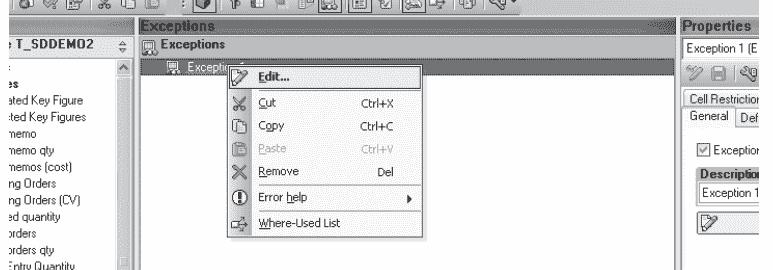 Exceptions
Properties
T_SDDEMO2
Exceptions
Exception 1 (E
Edit...
ated Key Figure
Cut Ctrl+X
Cell Restriction
ted Key Figures
Copy Ctrl+C
General Def
memo
memo qty
Paste Ctrl+V
Exception
memos (cost)
Remove Del
Description
ng Orders
Error help
Exception 1
ng Orders (CV)
ed quantity
Where-Used List
orders
orders qty
Entry Quantity